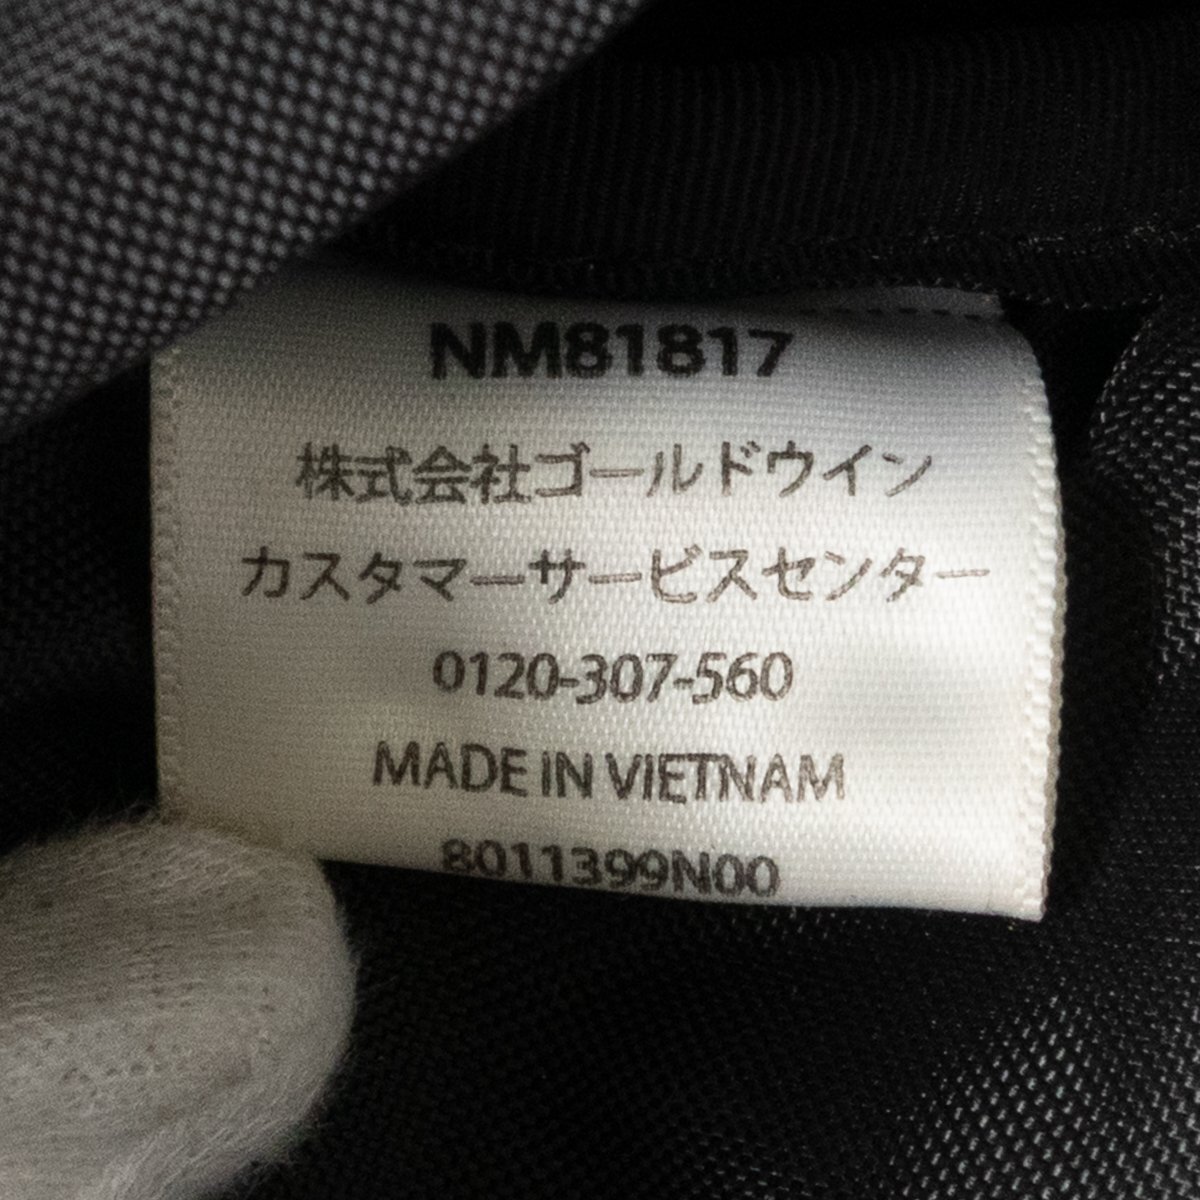 NM81817
株式会社ゴールドウイン
カスタマーサービスセンター
0120-307-560
MADE IN VIETNAM
8011399N00